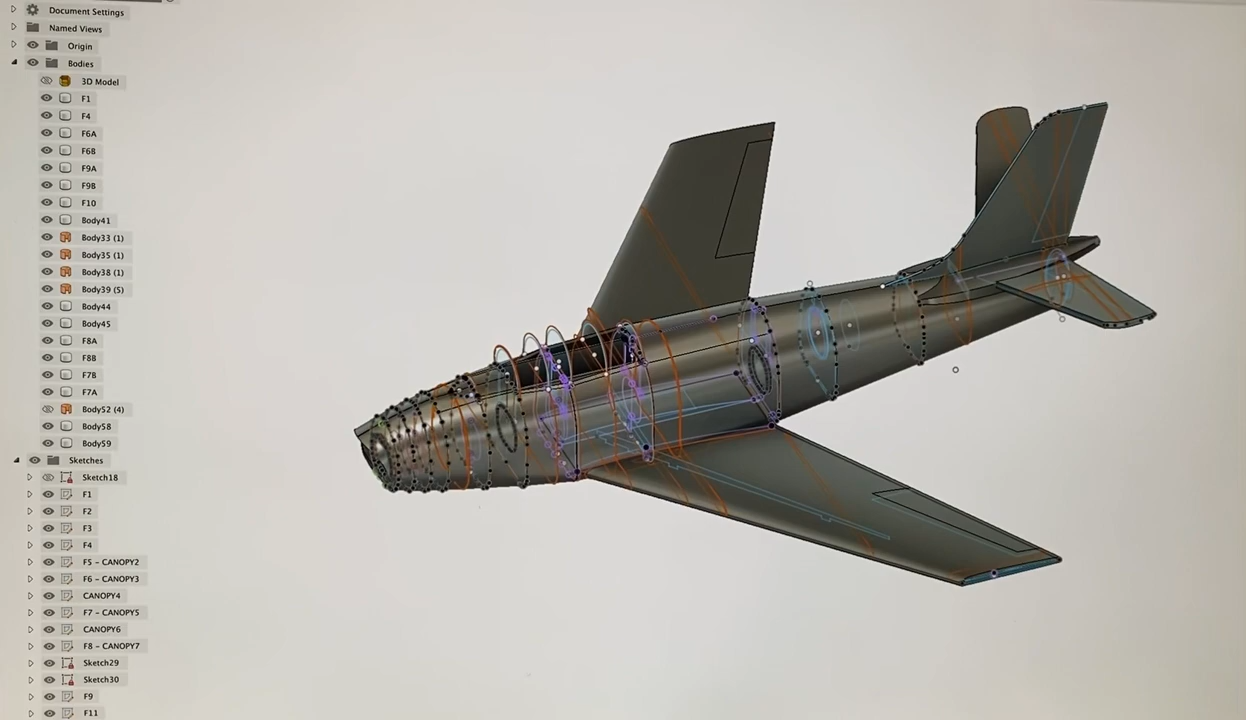 Document Settings
Named Views
Origin
Bodies
3D Model
F1
F4
F6A
F6B
F9A
F9B
F10
Body41
Body33 (1)
Body35 (1)
Body38 (1)
Body39 (5)
Body44
Body45
F8A
F8B
F7B
F7A
Body52 (4)
Body58
Body59
Sketches
Sketch18
F1
F2
F3
F4
F5 - CANOPY2
F6 - CANOPY3
CANOPY4
F7 - CANOPY5
CANOPY6
F8 - CANOPY7
Sketch29
Sketch30
F9
F11